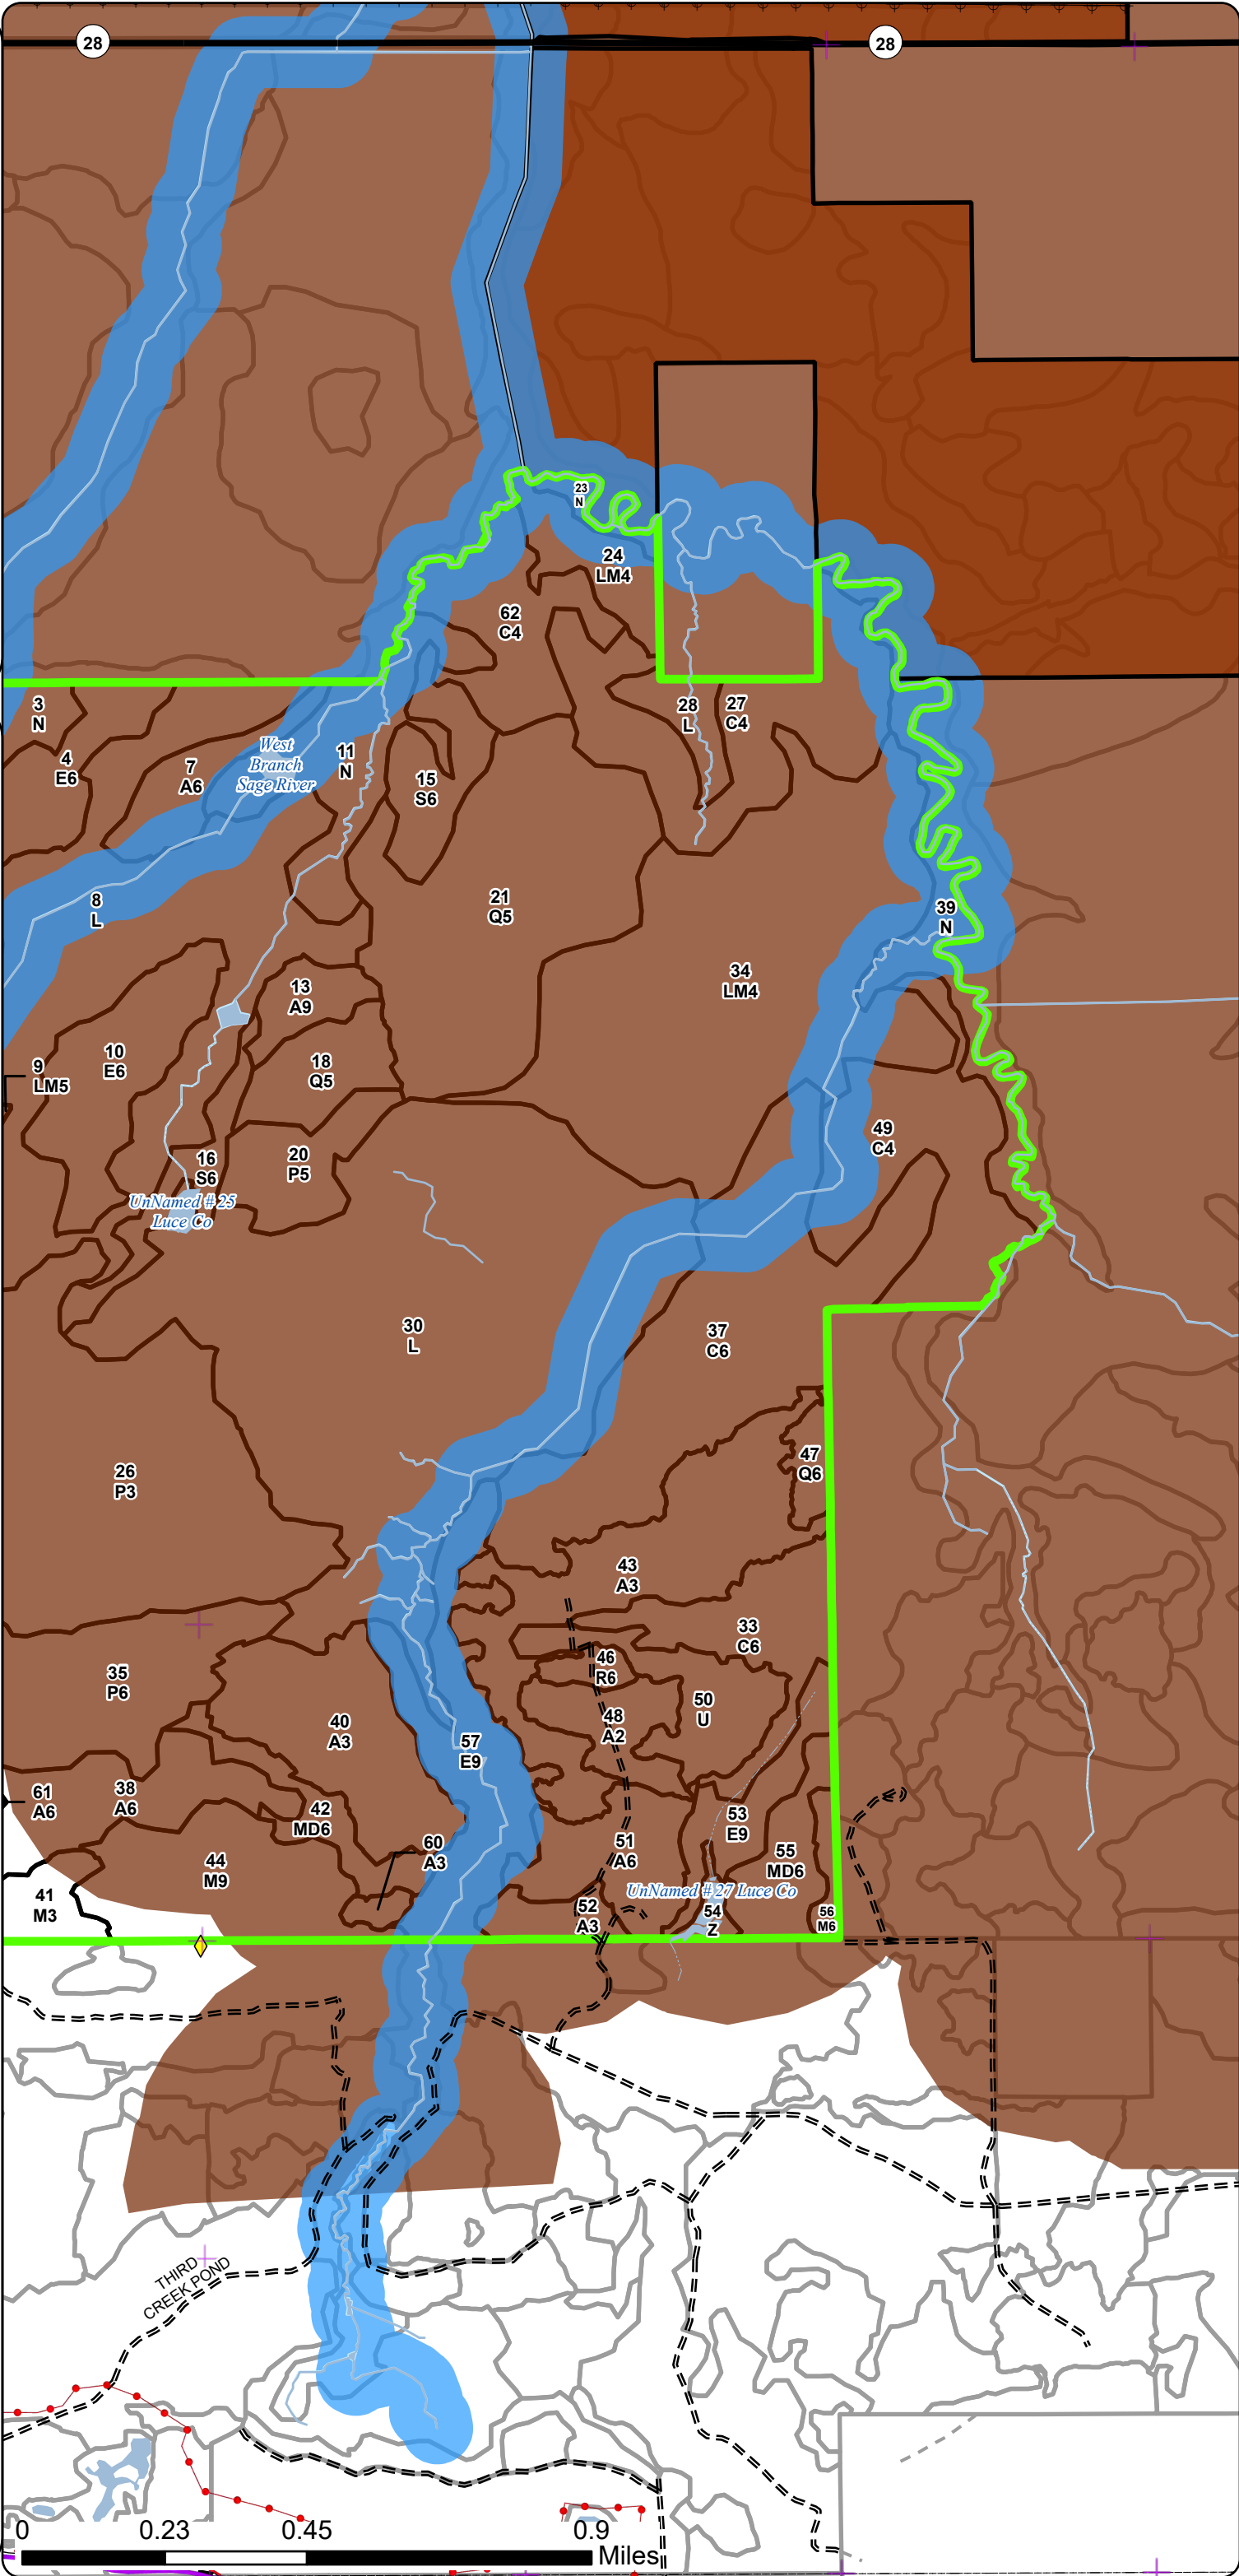 28
28
23
N
24
LM4
62
C4
3
N
28
L
27
C4
4
E6
7
A6
West
Branch
Sage River
11
N
15
S6
8
L
21
Q5
39
N
34
LM4
13
A9
10
E6
9
LM5
18
Q5
49
C4
16
S6
20
P5
UnNamed # 25
Luce Co
30
L
37
C6
47
Q6
26
P3
43
A3
33
C6
46
R6
35
P6
50
U
40
A3
48
A2
57
E9
61
A6
38
A6
42
MD6
53
E9
60
A3
51
A6
55
MD6
44
M9
UnNamed # 27 Luce Co
41
M3
52
A3
54
Z
56
M6
THIRD
CREEK POND
0 0.23 0.45 0.9
Miles